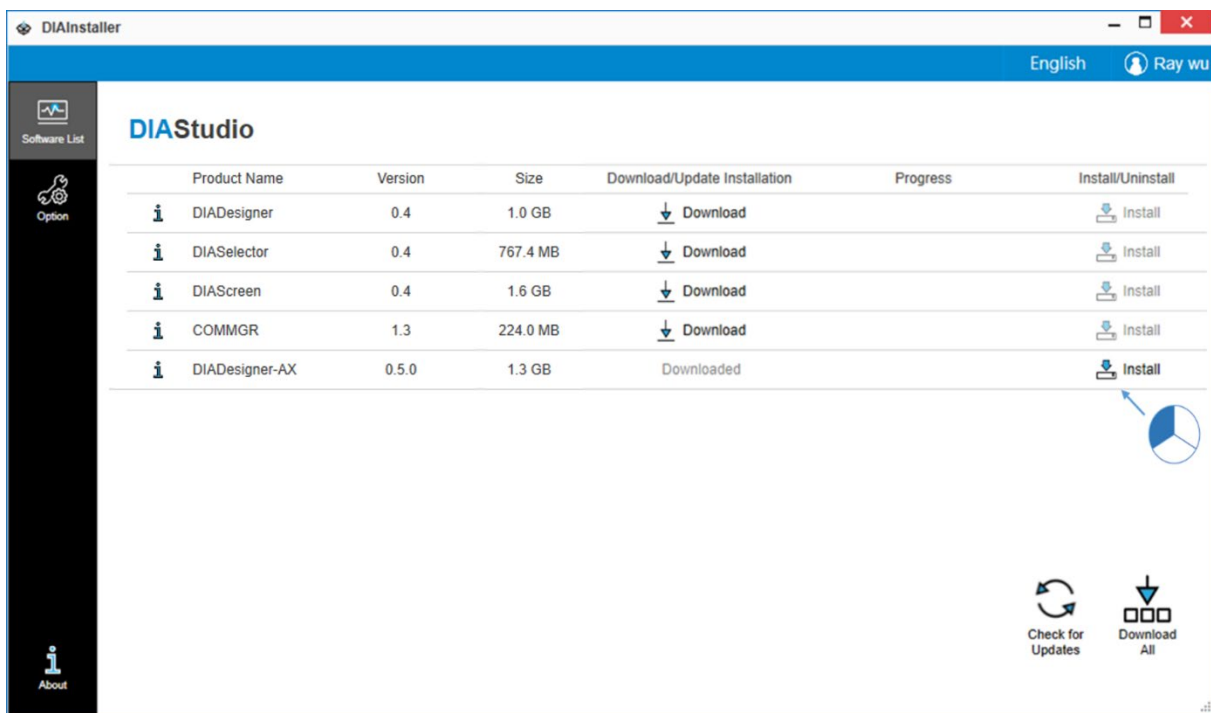 DIAInstaller
English Ray wu
Software List
DIAStudio
Product Name Version Size Download/Update Installation Progress Install/Uninstall
Option
DIADesigner 0.4 1.0 GB Download Install
DIASelector 0.4 767.4 MB Download Install
DIAScreen 0.4 1.6 GB Download Install
COMMGR 1.3 224.0 MB Download Install
DIADesigner-AX 0.5.0 1.3 GB Downloaded Install
Check for
Updates
Download
All
About